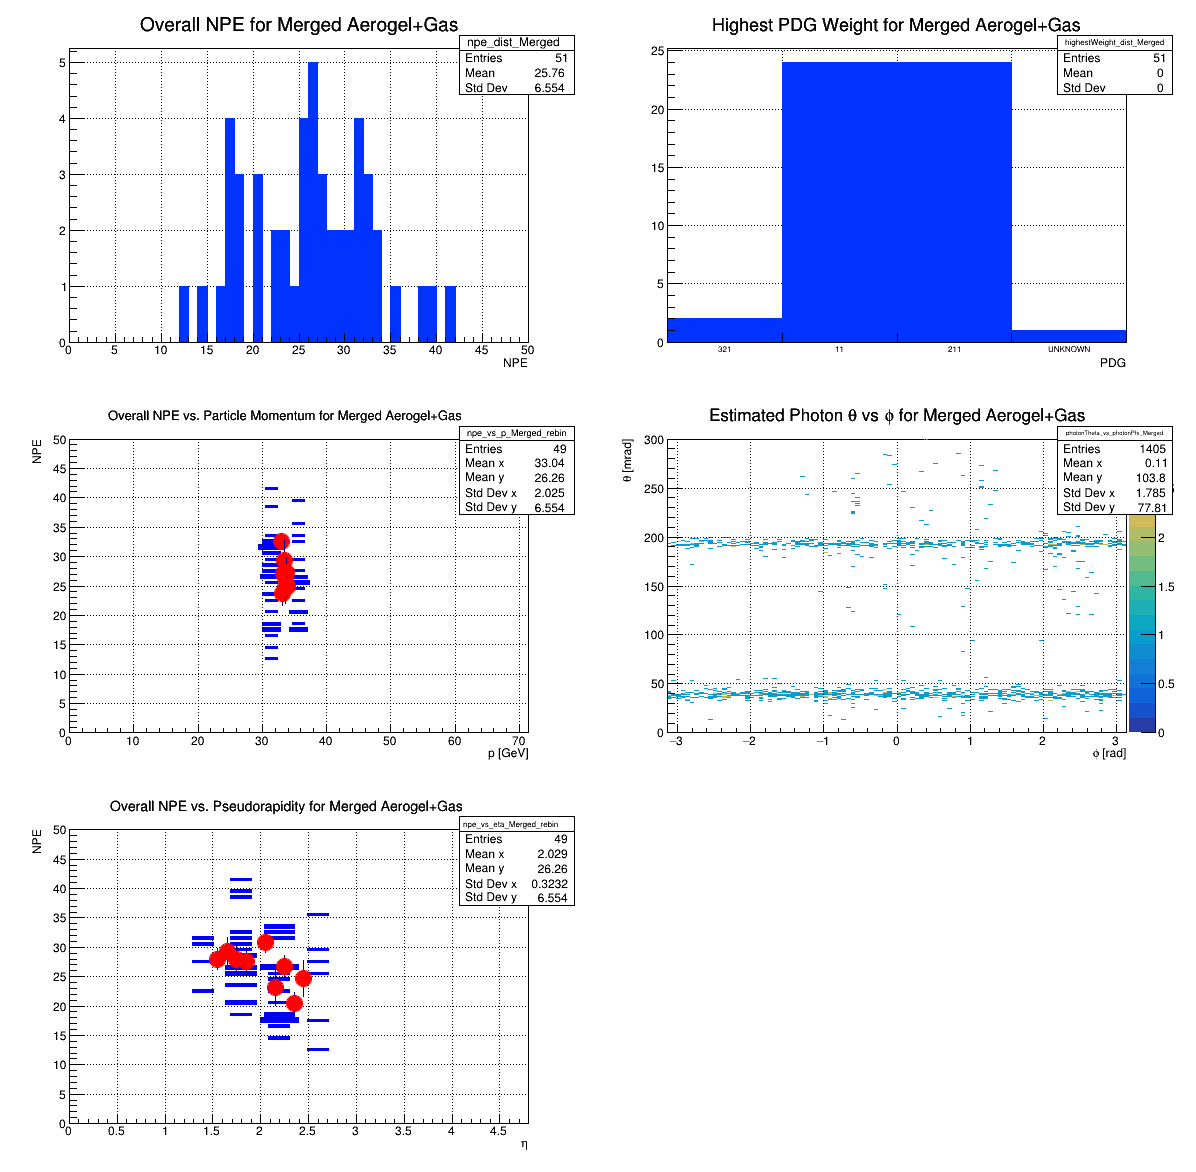 Overall NPE for Merged Aerogel+Gas
npe_dist_Merged
Entries 51
Mean 25.76
Std Dev 6.554
5
4
3
2
1
0
0 5 10 15 20 25 30 35 40 45 50
NPE
Highest PDG Weight for Merged Aerogel+Gas
highestWeight_dist_Merged
Entries 51
Mean 0
Std Dev 0
25
20
15
10
5
0
321 11 211 UNKNOWN
PDG
Overall NPE vs. Particle Momentum for Merged Aerogel+Gas
npe_vs_p_Merged_rebin
Entries 49
Mean x 33.04
Mean y 26.26
Std Dev x 2.025
Std Dev y 6.554
NPE
50
45
40
35
30
25
20
15
10
5
0
0 10 20 30 40 50 60 70
p [GeV]
Estimated Photon θ vs ϕ for Merged Aerogel+Gas
photonTheta_vs_photonPhi_Merged
Entries 1405
Mean x 0.11
Mean y 103.8
Std Dev x 1.785
Std Dev y 77.81
θ [mrad]
300
250
200
150
100
50
0
−3 −2 −1 0 1 2 3
ϕ [rad]
2
1.5
1
0.5
0
Overall NPE vs. Pseudorapidity for Merged Aerogel+Gas
npe_vs_eta_Merged_rebin
Entries 49
Mean x 2.029
Mean y 26.26
Std Dev x 0.3232
Std Dev y 6.554
NPE
50
45
40
35
30
25
20
15
10
5
0
0 0.5 1 1.5 2 2.5 3 3.5 4 4.5
η